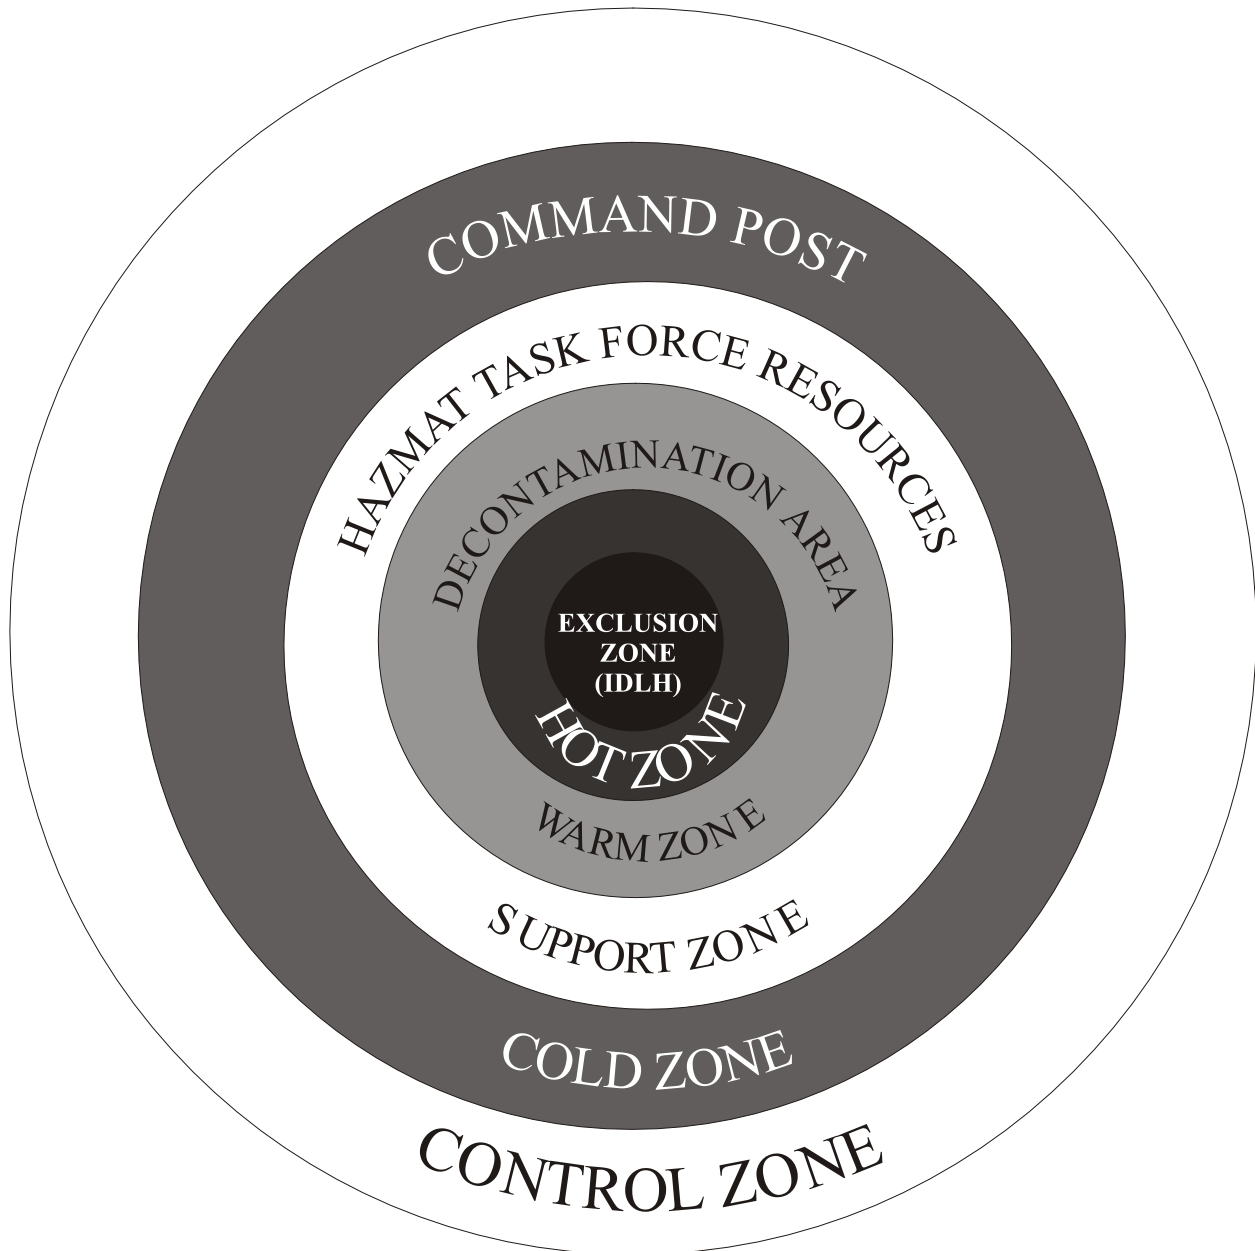 COMMAND POST
HAZMAT TASK FORCE RESOURCES
DECONTAMINATION AREA
EXCLUSION
ZONE
(IDLH)
HOT ZONE
WARM ZONE
SUPPORT ZONE
COLD ZONE
CONTROL ZONE